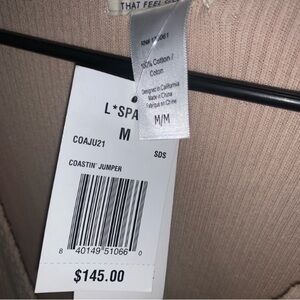 THAT FEEL
100% Cotton /
Coton
Designed in California
Made in China
Fabriqué en Chine
M/M
L*SPA
M
COAJU21
SDS
COASTIN' JUMPER
8 40149 51066 0
$145.00